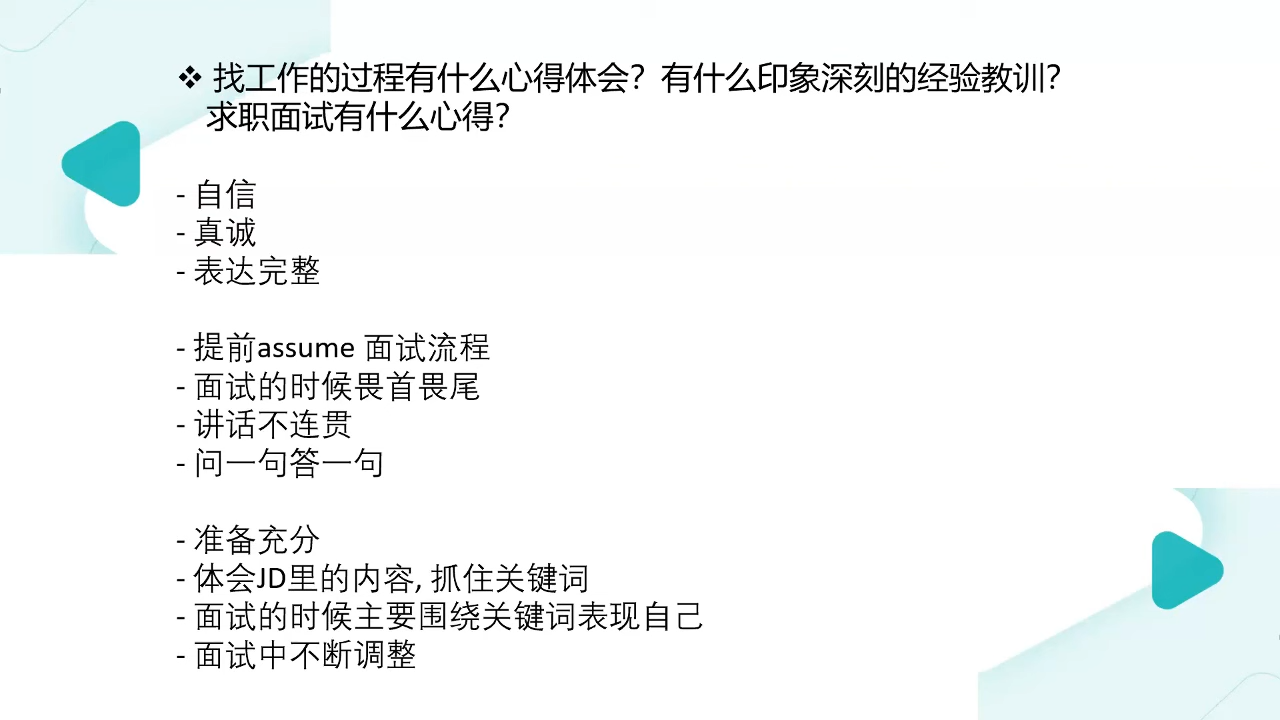 ❖ 找工作的过程有什么心得体会？有什么印象深刻的经验教训？
求职面试有什么心得？
- 自信
- 真诚
- 表达完整
- 提前assume 面试流程
- 面试的时候畏首畏尾
- 讲话不连贯
- 问一句答一句
- 准备充分
- 体会JD里的内容, 抓住关键词
- 面试的时候主要围绕关键词表现自己
- 面试中不断调整